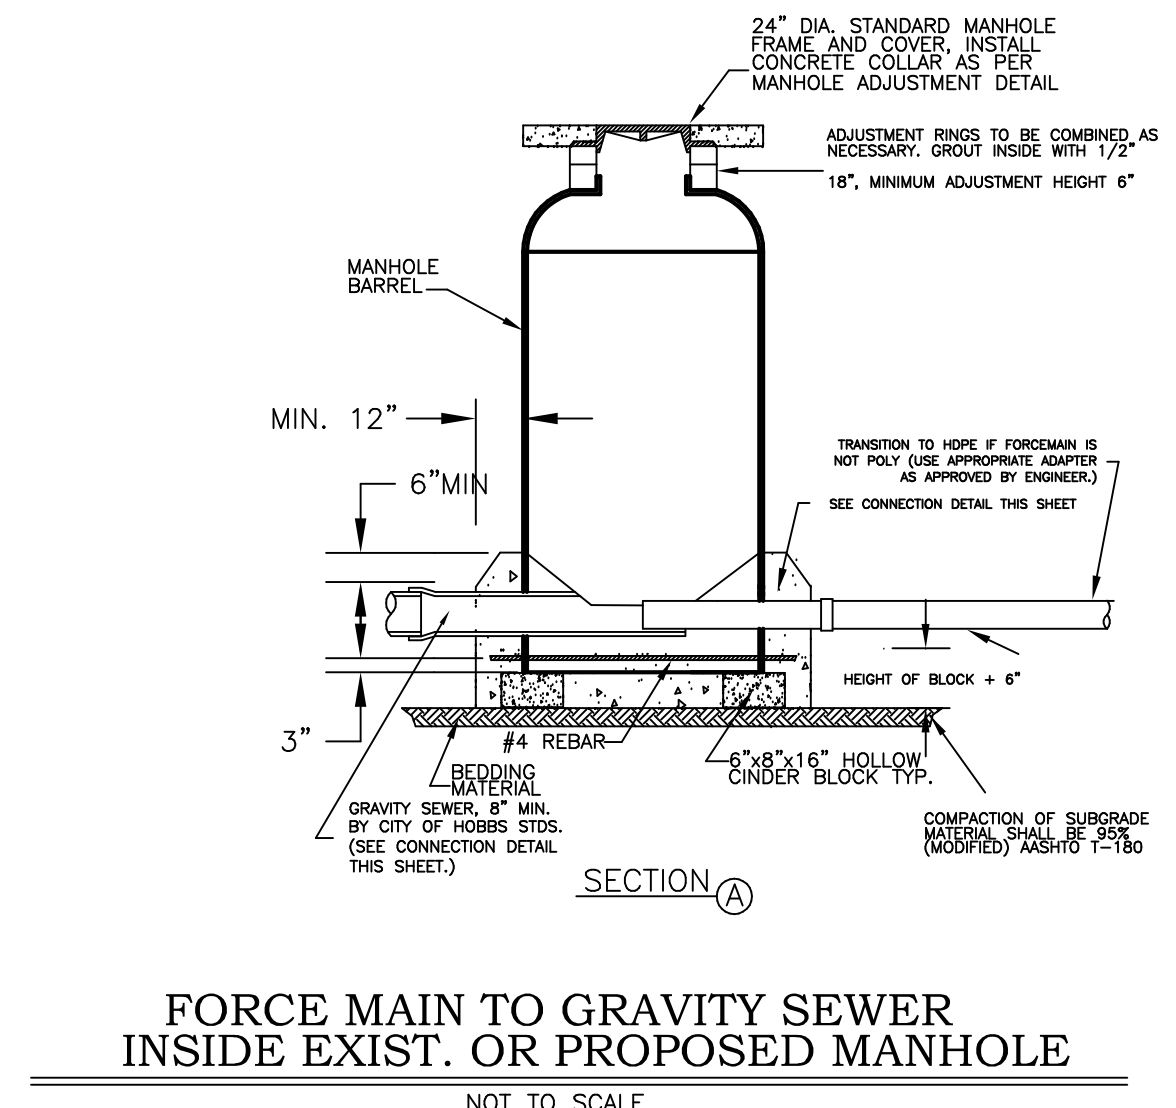 24" DIA. STANDARD MANHOLE
FRAME AND COVER, INSTALL
CONCRETE COLLAR AS PER
MANHOLE ADJUSTMENT DETAIL
ADJUSTMENT RINGS TO BE COMBINED AS
NECESSARY. GROUT INSIDE WITH 1/2"
18", MINIMUM ADJUSTMENT HEIGHT 6"
MANHOLE
BARREL
MIN. 12"
6"MIN
TRANSITION TO HDPE IF FORCEMAIN IS
NOT POLY (USE APPROPRIATE ADAPTER
AS APPROVED BY ENGINEER.)
SEE CONNECTION DETAIL THIS SHEET
HEIGHT OF BLOCK + 6"
3"
#4 REBAR
6"x8"x16" HOLLOW
CINDER BLOCK TYP.
BEDDING
MATERIAL
GRAVITY SEWER, 8" MIN.
BY CITY OF HOBBS STDS.
(SEE CONNECTION DETAIL
THIS SHEET.)
COMPACTION OF SUBGRADE
MATERIAL SHALL BE 95%
(MODIFIED) AASHTO T-180
SECTION A
FORCE MAIN TO GRAVITY SEWER
INSIDE EXIST. OR PROPOSED MANHOLE
NOT TO SCALE